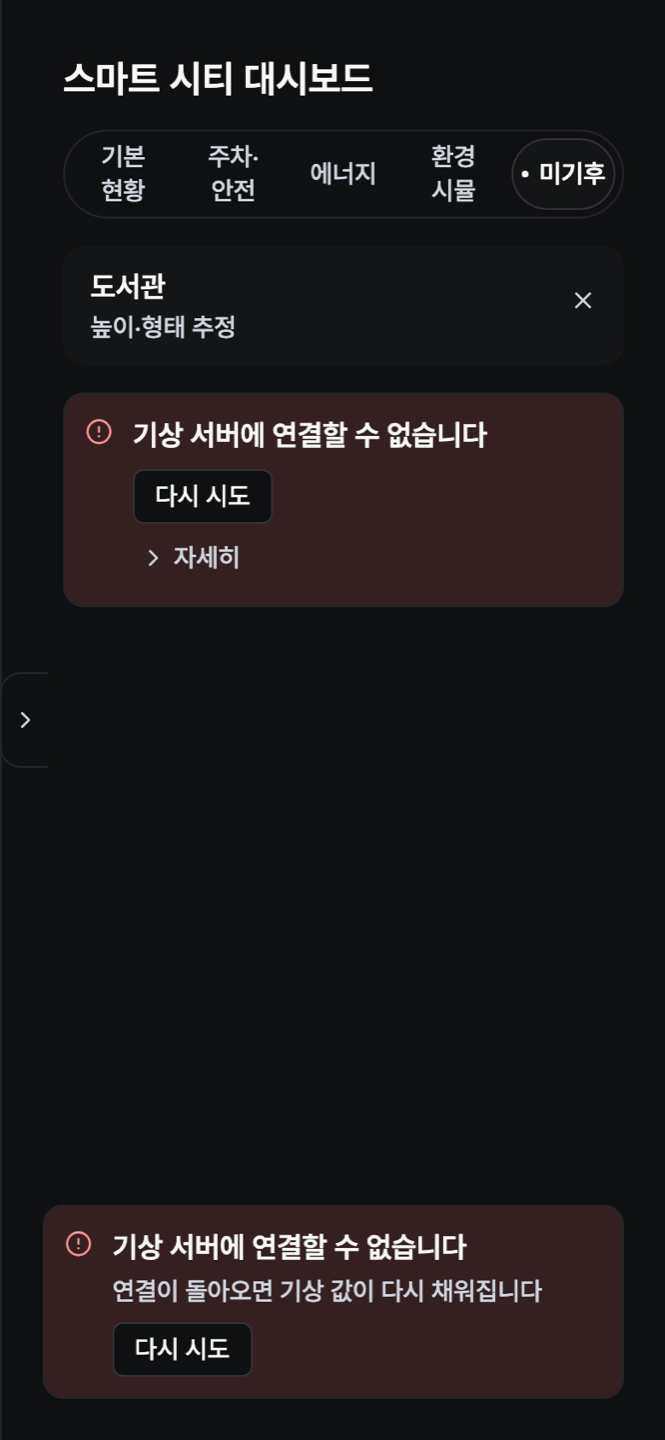 스마트 시티 대시보드
기본
현황
주차·
안전
에너지
환경
시뮬
• 미기후
도서관
높이·형태 추정
기상 서버에 연결할 수 없습니다
다시 시도
자세히
기상 서버에 연결할 수 없습니다
연결이 돌아오면 기상 값이 다시 채워집니다
다시 시도